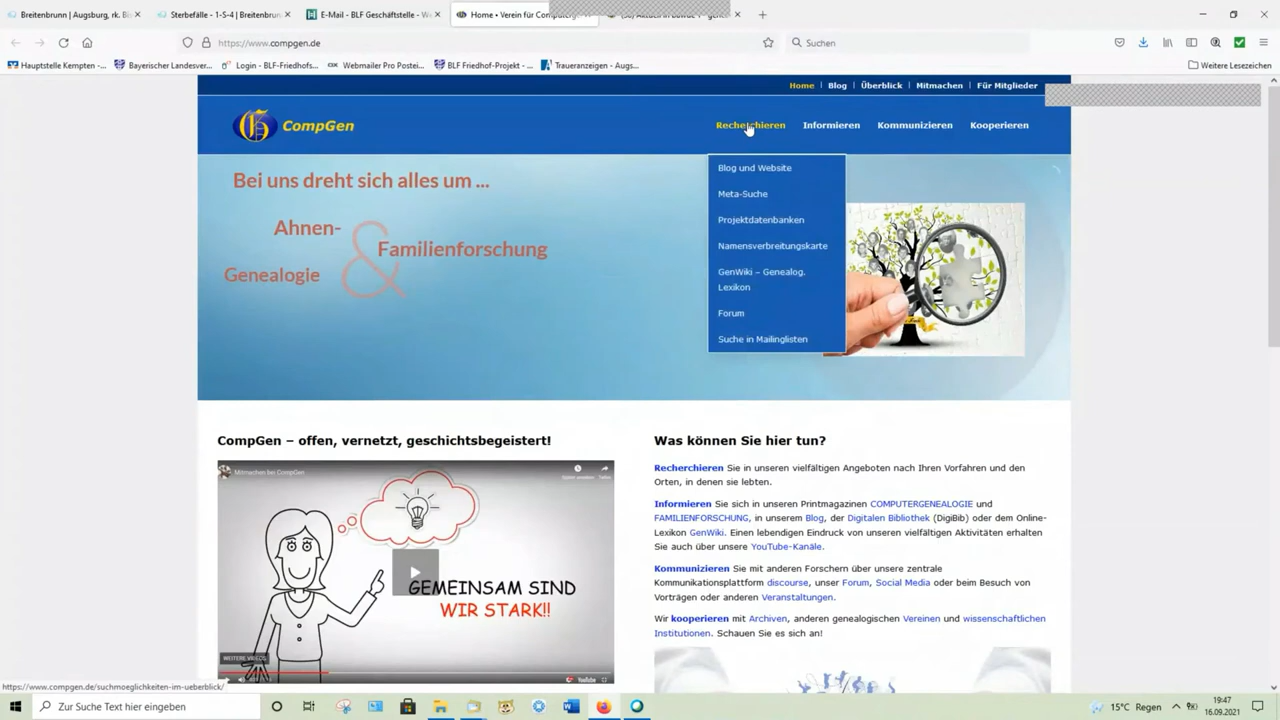 Breitenbrunn | Augsburg, rk. Bis
Sterbefälle - 1-S-4 | Breitenbrun
E-Mail - BLF Geschäftstelle - We
Home • Verein für Computerg
https://www.compgen.de
Suchen
Hauptstelle Kempten -...
Bayerischer Landesver...
Login - BLF-Friedhofs...
Webmailer Pro Postei...
BLF Friedhof-Projekt - ...
Traueranzeigen - Augs...
Weitere Lesezeichen
Home
Blog
Überblick
Mitmachen
Für Mitglieder
CompGen
Recherchieren
Informieren
Kommunizieren
Kooperieren
Blog und Website
Meta-Suche
Projektdatenbanken
Namensverbreitungskarte
GenWiki – Genealog.
Lexikon
Forum
Suche in Mailinglisten
Bei uns dreht sich alles um ...
Ahnen-
&
Familienforschung
Genealogie
CompGen – offen, vernetzt, geschichtsbegeistert!
Mitmachen bei CompGen
GEMEINSAM SIND
WIR STARK!!
WEITERE VIDEOS
YouTube
Was können Sie hier tun?
Recherchieren Sie in unseren vielfältigen Angeboten nach Ihren Vorfahren und den
Orten, in denen sie lebten.
Informieren Sie sich in unseren Printmagazinen COMPUTERGENEALOGIE und
FAMILIENFORSCHUNG, in unserem Blog, der Digitalen Bibliothek (DigiBib) oder dem Online-
Lexikon GenWiki. Einen lebendigen Eindruck von unseren vielfältigen Aktivitäten erhalten
Sie auch über unsere YouTube-Kanäle.
Kommunizieren Sie mit anderen Forschern über unsere zentrale
Kommunikationsplattform discourse, unser Forum, Social Media oder beim Besuch von
Vorträgen oder anderen Veranstaltungen.
Wir kooperieren mit Archiven, anderen genealogischen Vereinen und wissenschaftlichen
Institutionen. Schauen Sie es sich an!
https://www.compgen.de/suchmoeglichkeiten-im-ueberblick/
Zur Suche Text hier eingeben
15°C Regen
19:47
16.09.2021